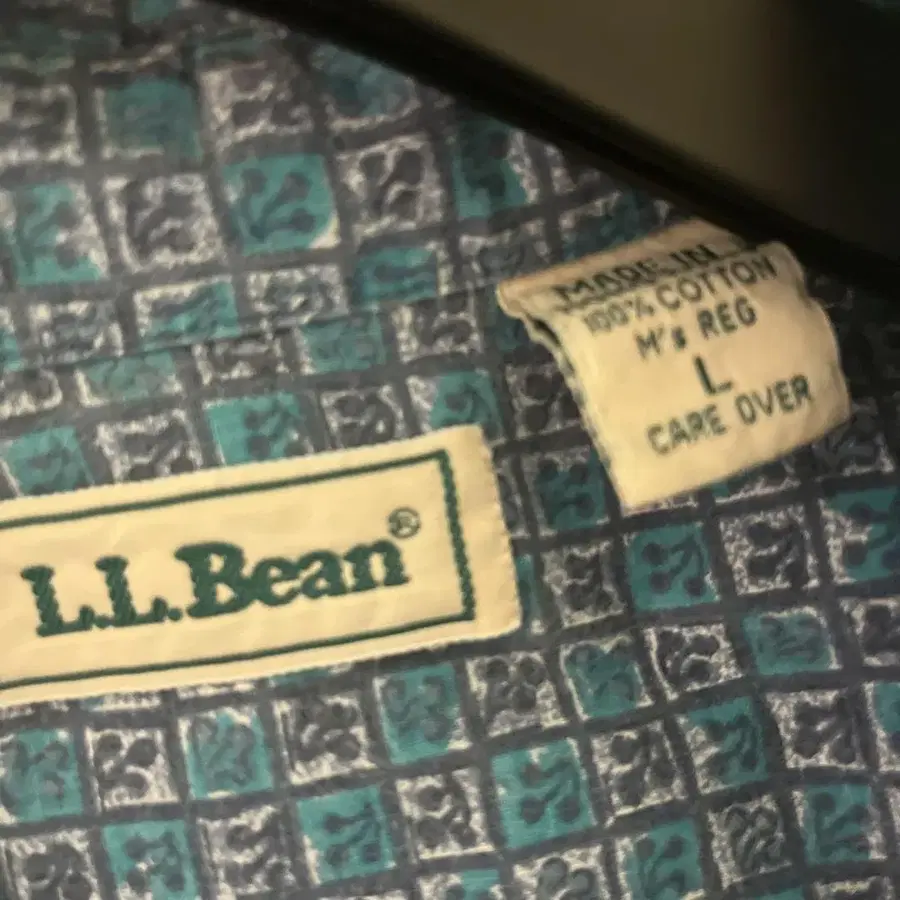 L.L.Bean®
MADE IN
100% COTTON
M's REG
L
CARE OVER